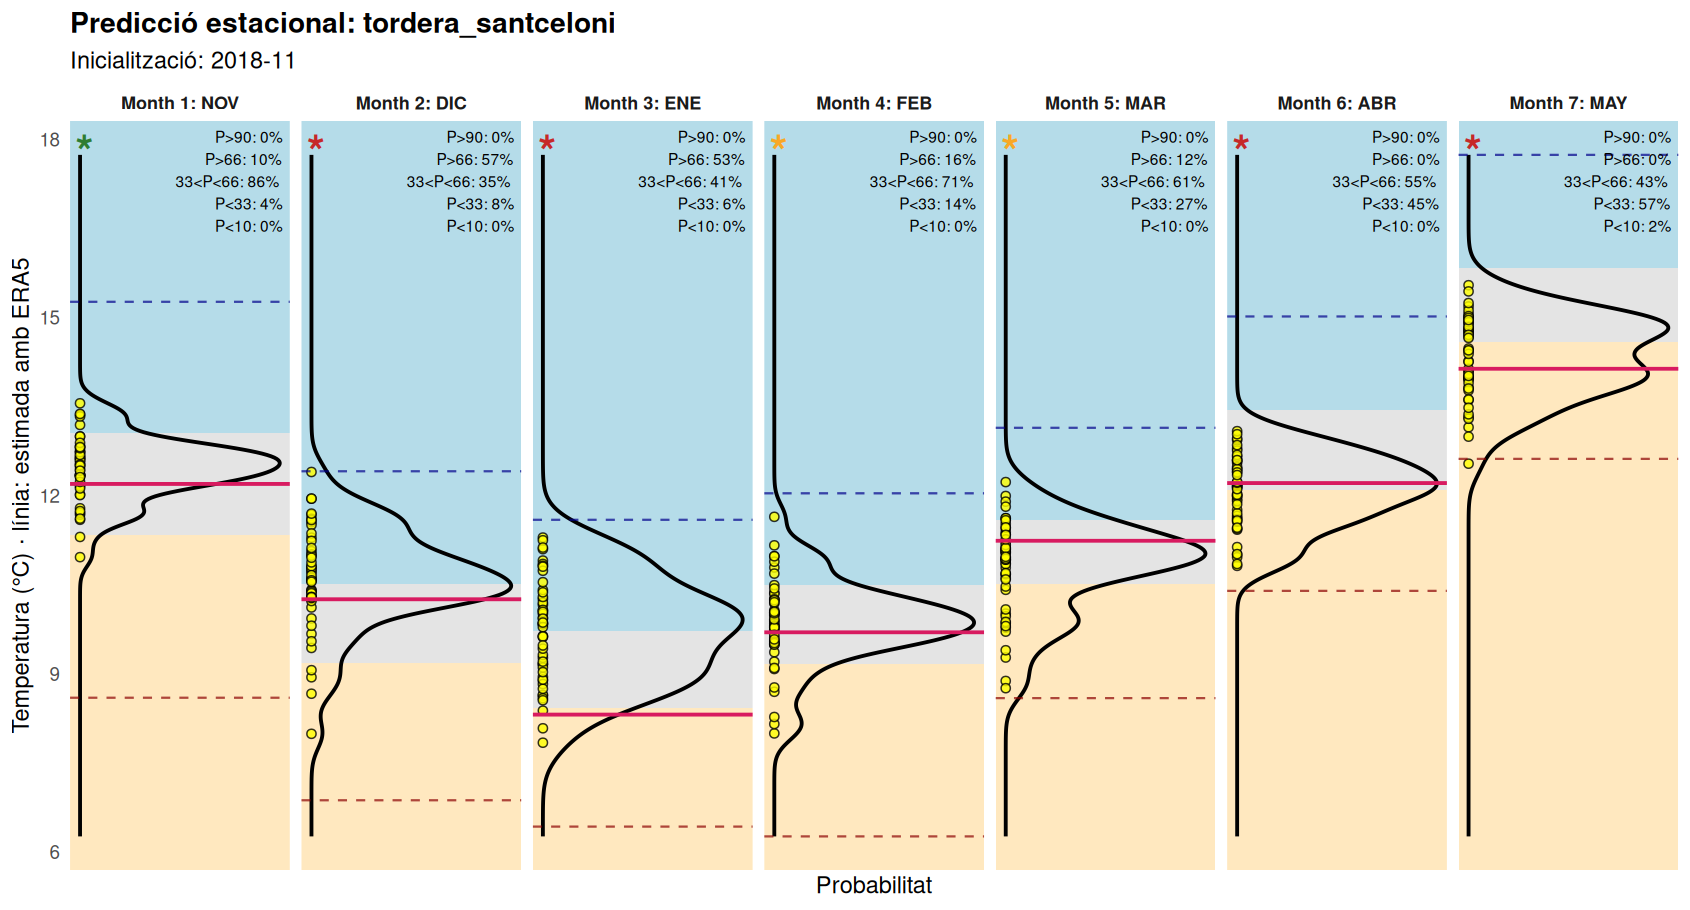 Predicció estacional: tordera_santceloni
Inicialització: 2018-11
Month 1: NOV
Month 2: DIC
Month 3: ENE
Month 4: FEB
Month 5: MAR
Month 6: ABR
Month 7: MAY
*
P>90: 0%
P>66: 10%
33<P<66: 86%
P<33: 4%
P<10: 0%
*
P>90: 0%
P>66: 57%
33<P<66: 35%
P<33: 8%
P<10: 0%
*
P>90: 0%
P>66: 53%
33<P<66: 41%
P<33: 6%
P<10: 0%
*
P>90: 0%
P>66: 16%
33<P<66: 71%
P<33: 14%
P<10: 0%
*
P>90: 0%
P>66: 12%
33<P<66: 61%
P<33: 27%
P<10: 0%
*
P>90: 0%
P>66: 0%
33<P<66: 55%
P<33: 45%
P<10: 0%
*
P>90: 0%
P>66: 0%
33<P<66: 43%
P<33: 57%
P<10: 2%
18
15
12
9
6
Temperatura (°C) · línia: estimada amb ERA5
Probabilitat